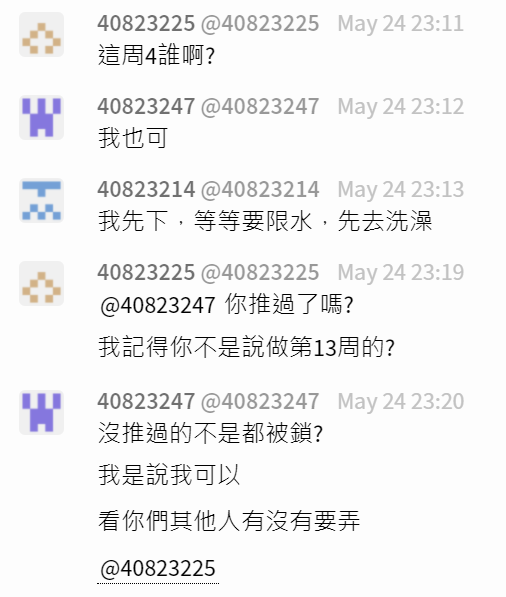 40823225 @40823225 May 24 23:11
這周4誰啊?
40823247 @40823247 May 24 23:12
我也可
40823214 @40823214 May 24 23:13
我先下，等等要限水，先去洗澡
40823225 @40823225 May 24 23:19
@40823247 你推過了嗎?
我記得你不是說做第13周的?
40823247 @40823247 May 24 23:20
沒推過的不是都被鎖?
我是說我可以
看你們其他人有沒有要弄
@40823225